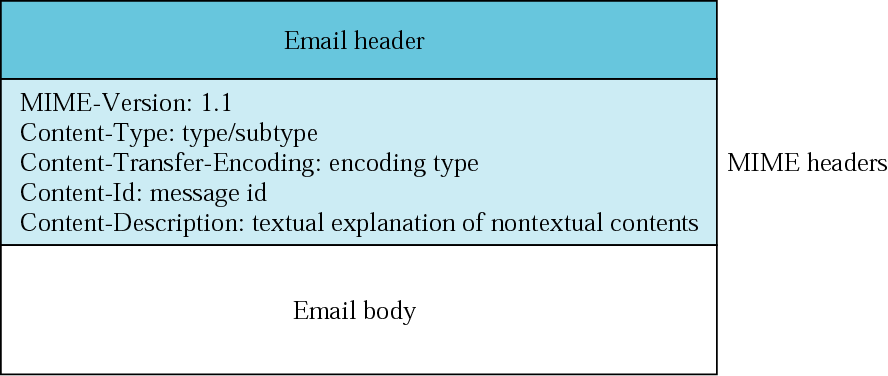 Email header
MIME-Version: 1.1
Content-Type: type/subtype
Content-Transfer-Encoding: encoding type
Content-Id: message id
Content-Description: textual explanation of nontextual contents
MIME headers
Email body